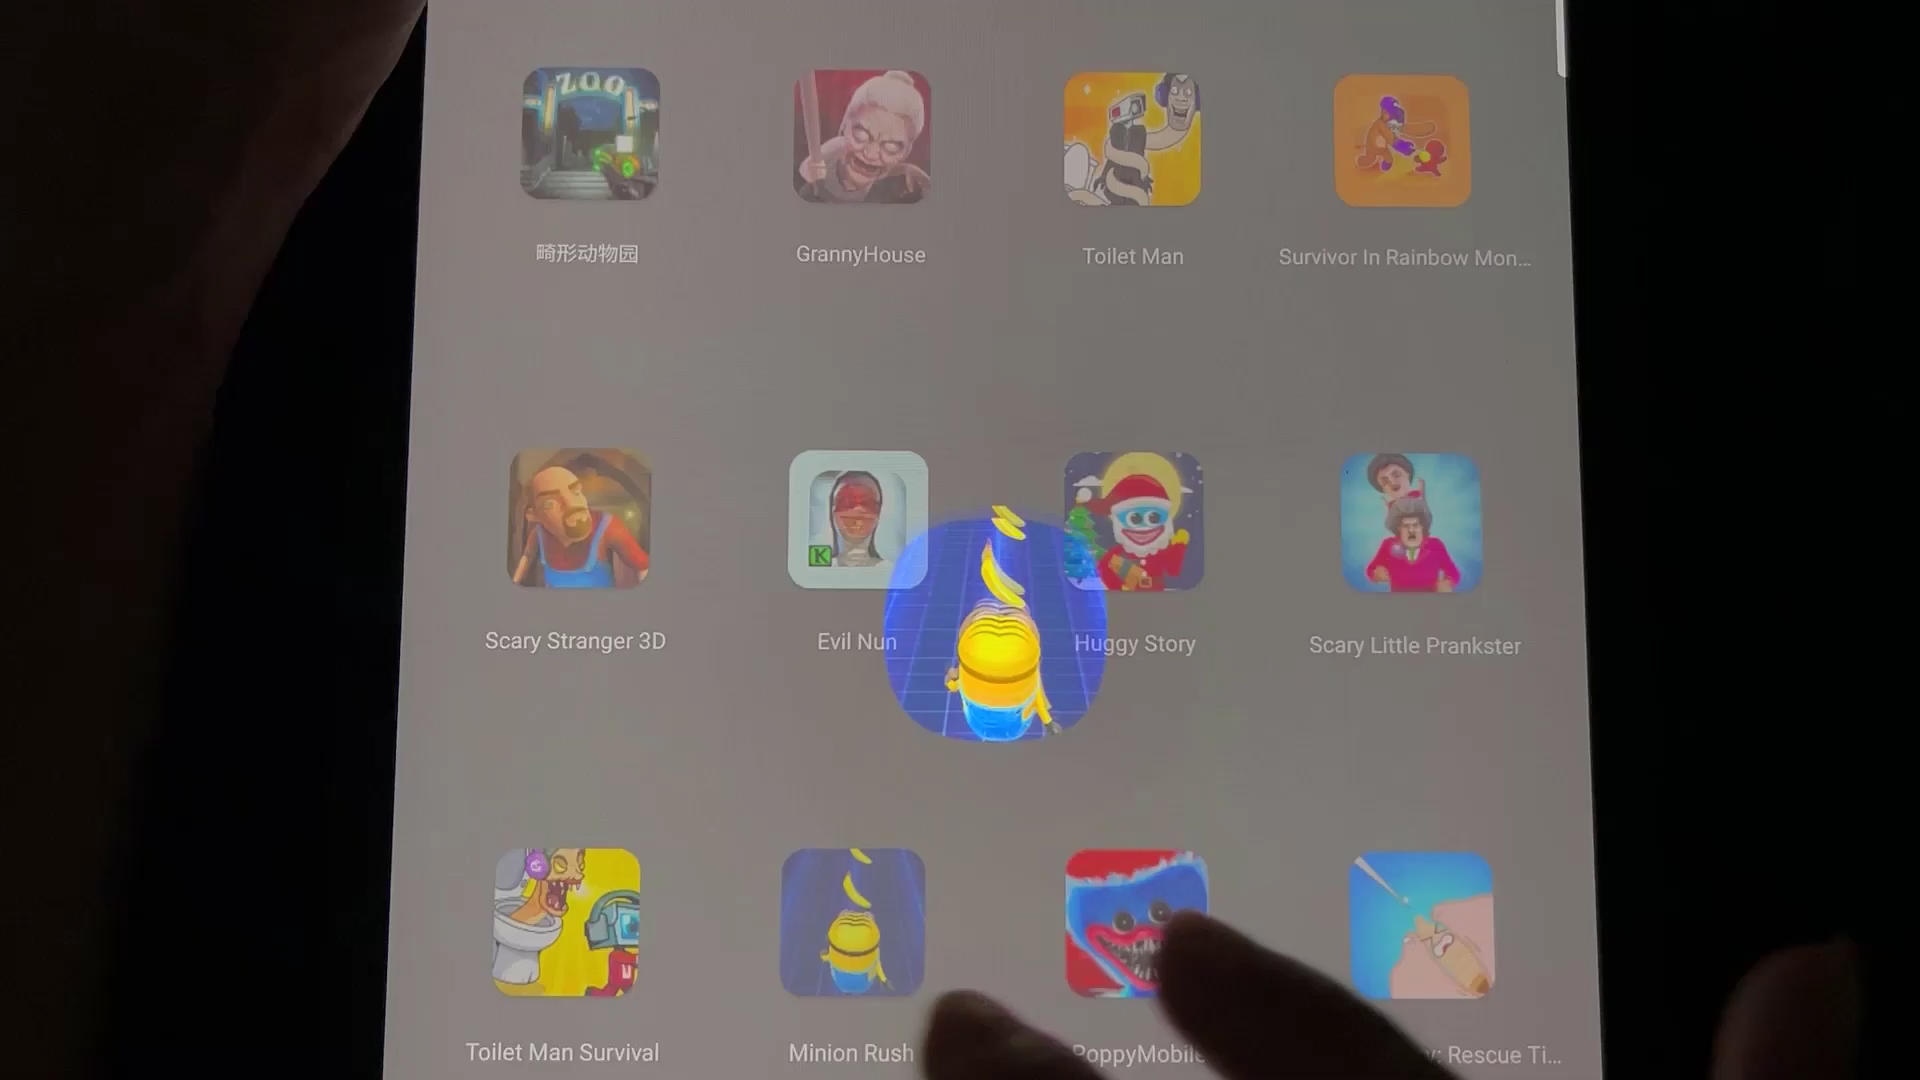 ZOO
畸形动物园
GrannyHouse
Toilet Man
Survivor In Rainbow Mon...
K
Scary Stranger 3D
Evil Nun
Huggy Story
Scary Little Prankster
Toilet Man Survival
Minion Rush
PoppyMobile
: Rescue Ti...